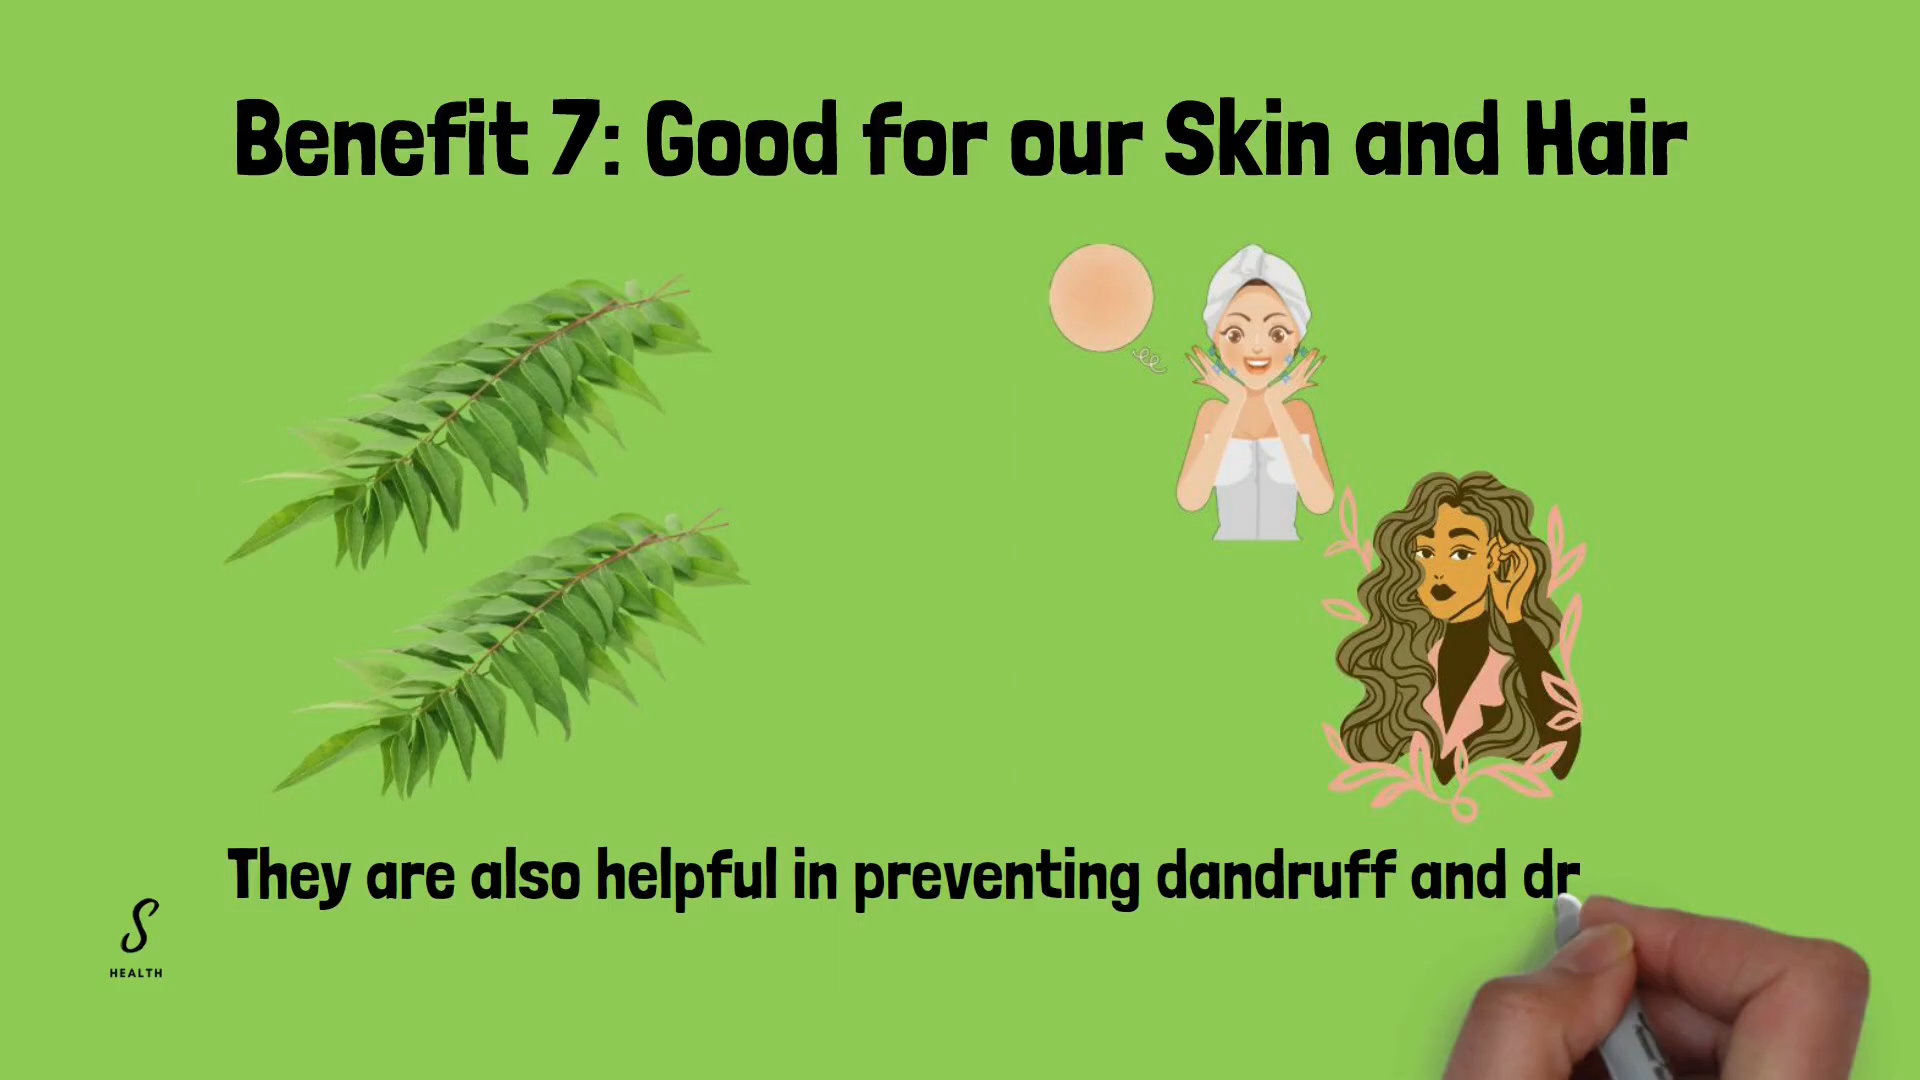 Benefit 7: Good for our Skin and Hair
They are also helpful in preventing dandruff and dr
S
HEALTH